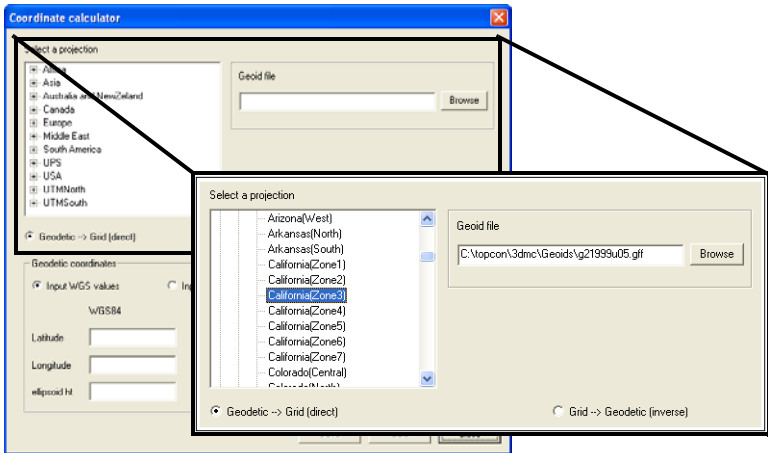 Coordinate calculator
Select a projection
Africa
Asia
Australia and NewZeland
Canada
Europe
Middle East
South America
UPS
USA
UTMNorth
UTMSouth
Geoid file
Browse
Geodetic --> Grid (direct)
Geodetic coordinates
Input WGS values
WGS84
Latitude
Longitude
ellipsoid ht
Select a projection
Arizona(West)
Arkansas(North)
Arkansas(South)
California(Zone1)
California(Zone2)
California(Zone3)
California(Zone4)
California(Zone5)
California(Zone6)
California(Zone7)
Colorado(Central)
Colorado(North)
Geoid file
C:\topcon\3dmc\Geoids\g21999u05.gff
Browse
Geodetic --> Grid (direct)
Grid --> Geodetic (inverse)
Close